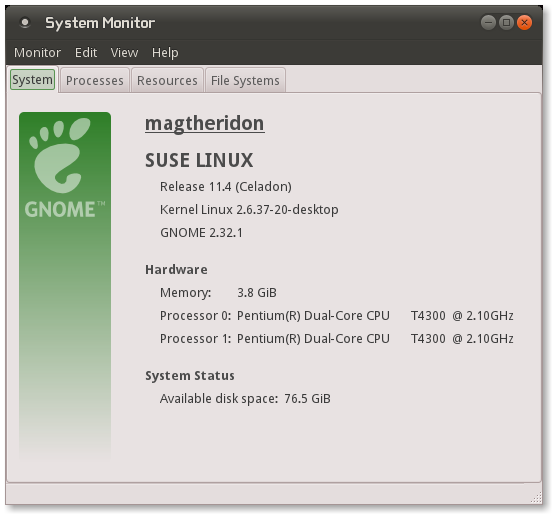 System Monitor
Monitor Edit View Help
System Processes Resources File Systems
magtheridon
SUSE LINUX
Release 11.4 (Celadon)
Kernel Linux 2.6.37-20-desktop
GNOME 2.32.1
GNOME™
Hardware
Memory: 3.8 GiB
Processor 0: Pentium(R) Dual-Core CPU T4300 @ 2.10GHz
Processor 1: Pentium(R) Dual-Core CPU T4300 @ 2.10GHz
System Status
Available disk space: 76.5 GiB